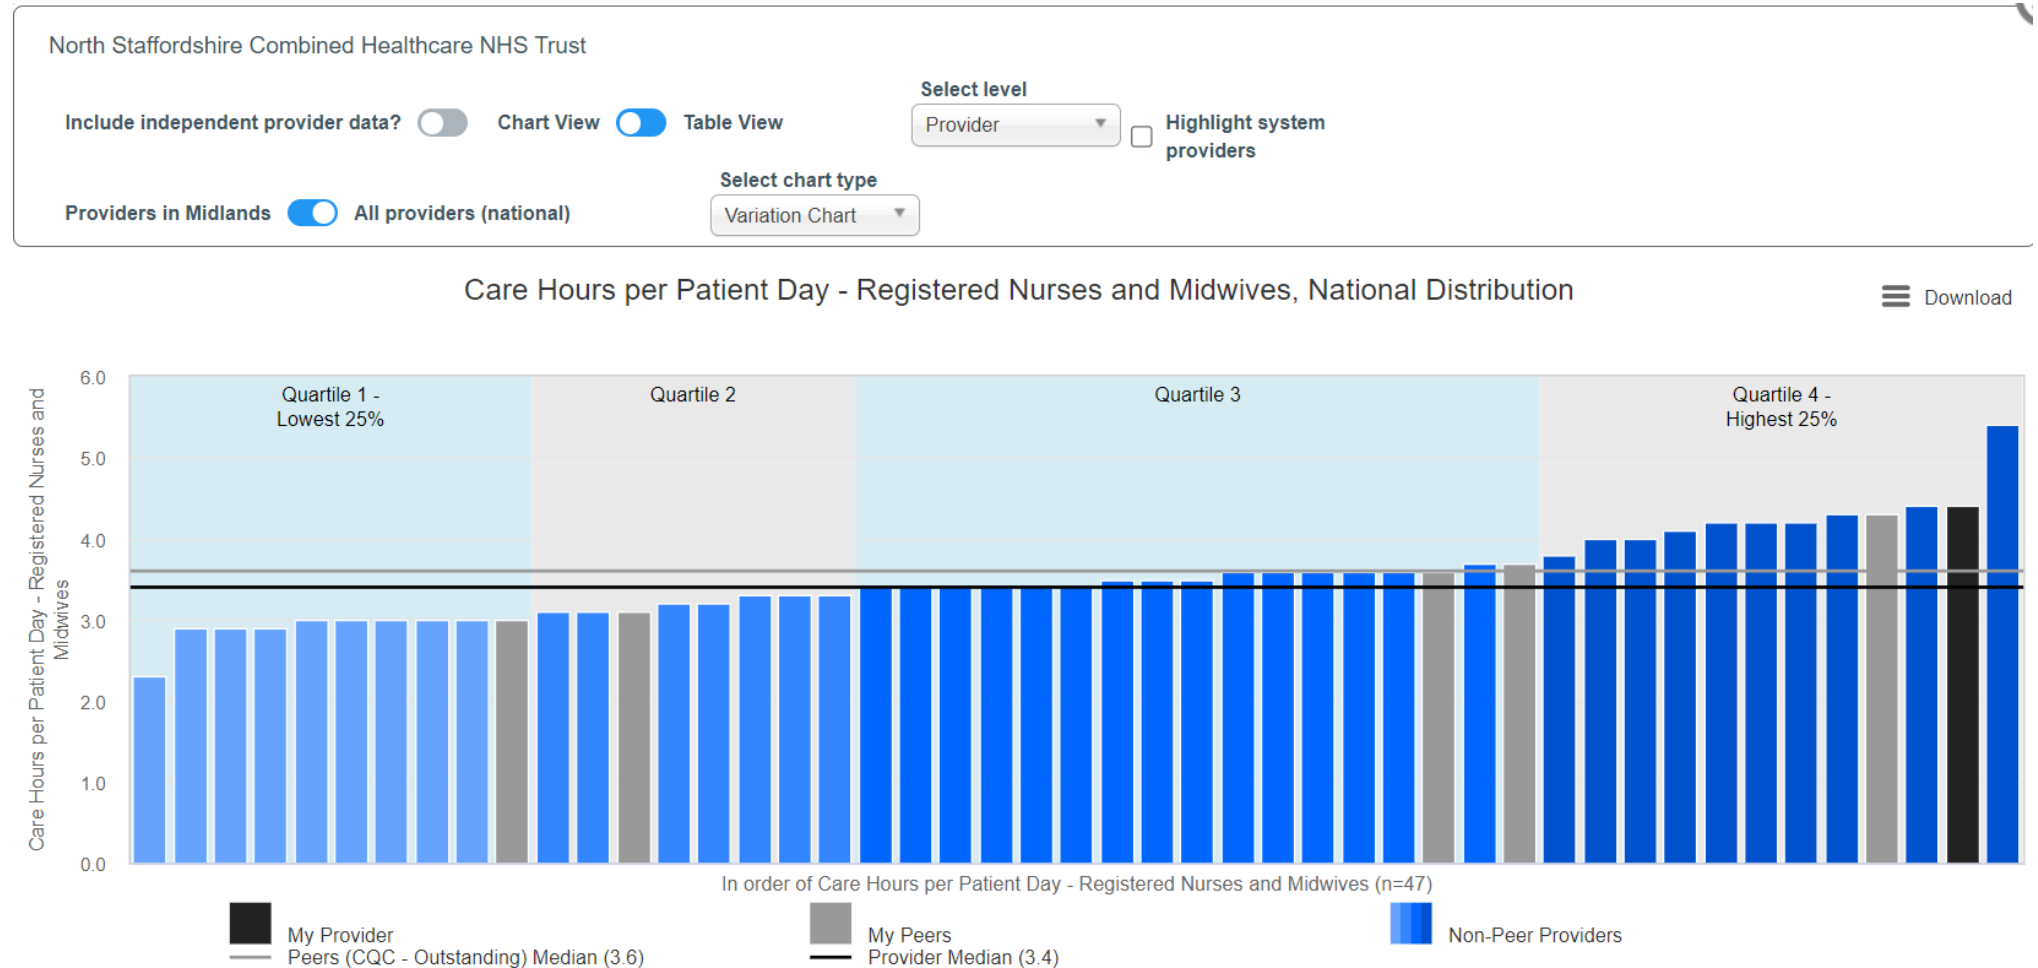 North Staffordshire Combined Healthcare NHS Trust
Select level
Include independent provider data? Chart View Table View Provider Highlight system
providers
Select chart type
Providers in Midlands All providers (national) Variation Chart
Care Hours per Patient Day - Registered Nurses and Midwives, National Distribution
Download
Care Hours per Patient Day - Registered Nurses and
Midwives
6.0
5.0
4.0
3.0
2.0
1.0
0.0
Quartile 1 -
Lowest 25%
Quartile 2
Quartile 3
Quartile 4 -
Highest 25%
In order of Care Hours per Patient Day - Registered Nurses and Midwives (n=47)
My Provider My Peers Non-Peer Providers
Peers (CQC - Outstanding) Median (3.6) Provider Median (3.4)